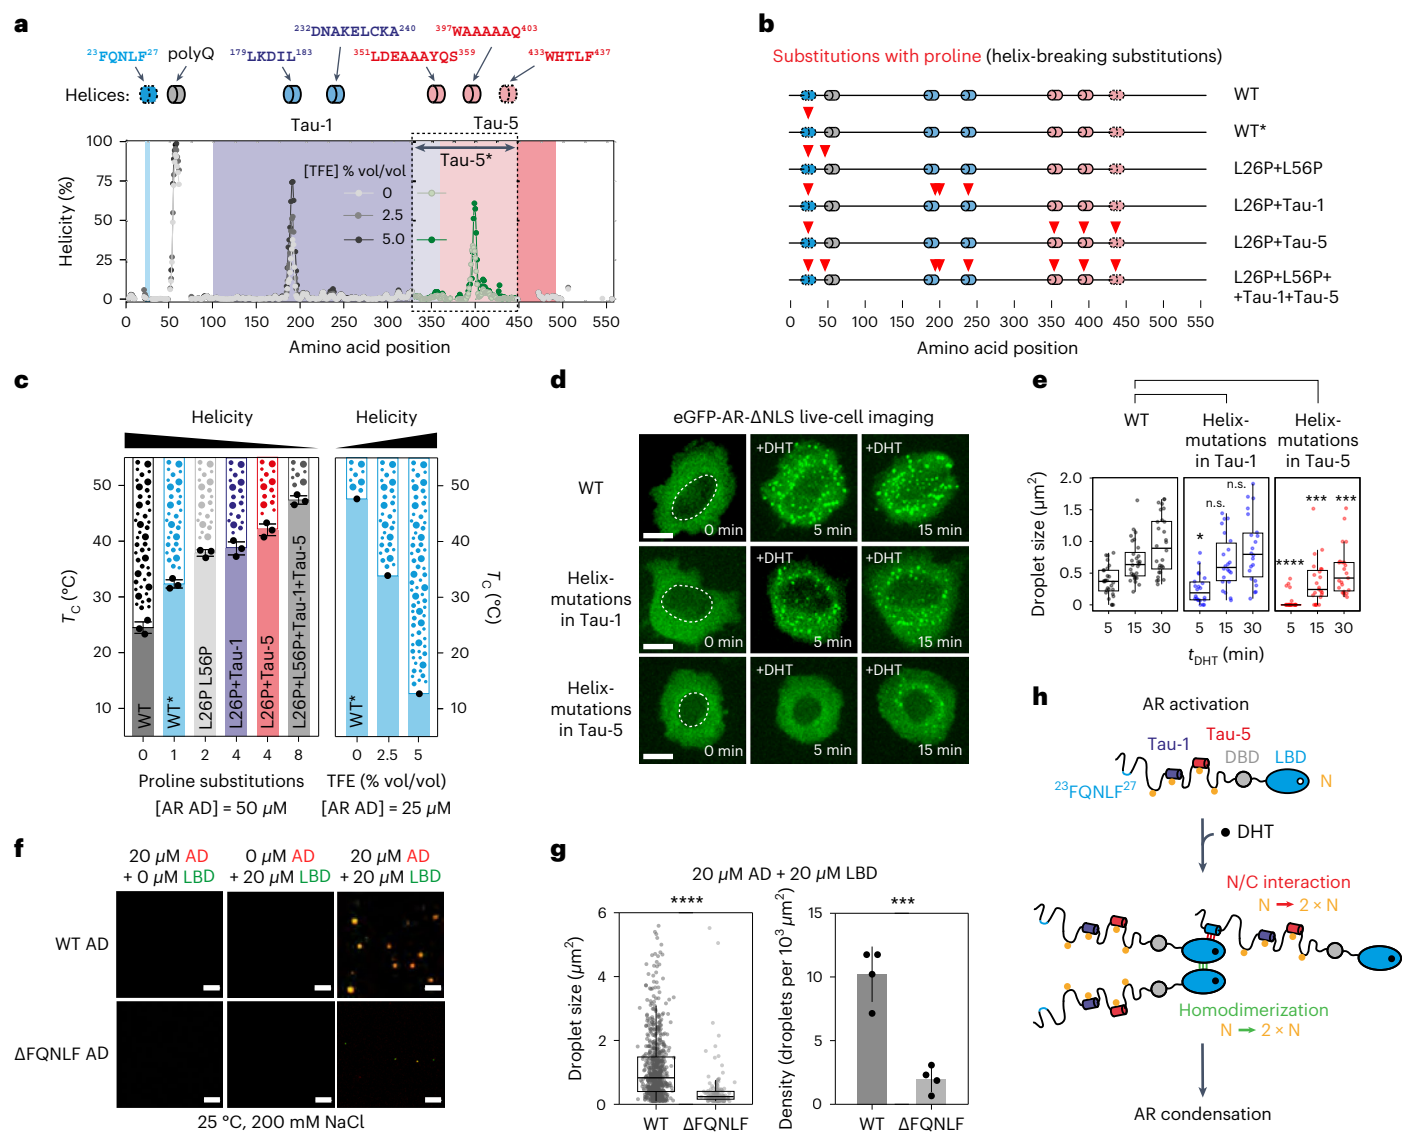 a
²³FQNLF²⁷
polyQ
¹⁷⁹LKDIL¹⁸³
²³²DNAKELCKA²⁴⁰
³⁵¹LDEAAAYQS³⁵⁹
³⁹⁷WAAAAAQ⁴⁰³
⁴³³WHTLF⁴³⁷
Helices:
Tau-1
Tau-5
Tau-5*
[TFE] % vol/vol
0
2.5
5.0
Helicity (%)
100
75
50
25
0
0 50 100 150 200 250 300 350 400 450 500 550
Amino acid position
b
Substitutions with proline (helix-breaking substitutions)
WT
WT*
L26P+L56P
L26P+Tau-1
L26P+Tau-5
L26P+L56P+
+Tau-1+Tau-5
0 50 100 150 200 250 300 350 400 450 500 550
Amino acid position
c
Helicity
Helicity
T_C (°C)
50
40
30
20
10
WT
WT*
L26P L56P
L26P+Tau-1
L26P+Tau-5
L26P+L56P+Tau-1+Tau-5
0 1 2 4 4 8
Proline substitutions
[AR AD] = 50 µM
WT*
50
40
30
20
10
T_C (°C)
0 2.5 5
TFE (% vol/vol)
[AR AD] = 25 µM
d
eGFP-AR-ΔNLS live-cell imaging
WT
0 min
+DHT
5 min
+DHT
15 min
Helix-
mutations
in Tau-1
0 min
+DHT
5 min
+DHT
15 min
Helix-
mutations
in Tau-5
0 min
+DHT
5 min
+DHT
15 min
e
WT
Helix-
mutations
in Tau-1
Helix-
mutations
in Tau-5
Droplet size (µm²)
2.0
1.5
1.0
0.5
0
*
n.s.
n.s.
****
***
***
5 15 30
5 15 30
5 15 30
t_DHT (min)
f
20 µM AD
+ 0 µM LBD
0 µM AD
+ 20 µM LBD
20 µM AD
+ 20 µM LBD
WT AD
ΔFQNLF AD
25 °C, 200 mM NaCl
g
20 µM AD + 20 µM LBD
****
Droplet size (µm²)
6
4
2
0
WT ΔFQNLF
***
Density (droplets per 10³ µm²)
15
10
5
0
WT ΔFQNLF
h
AR activation
Tau-1
Tau-5
DBD
LBD
²³FQNLF²⁷
N
DHT
N/C interaction
N → 2 × N
Homodimerization
N → 2 × N
AR condensation